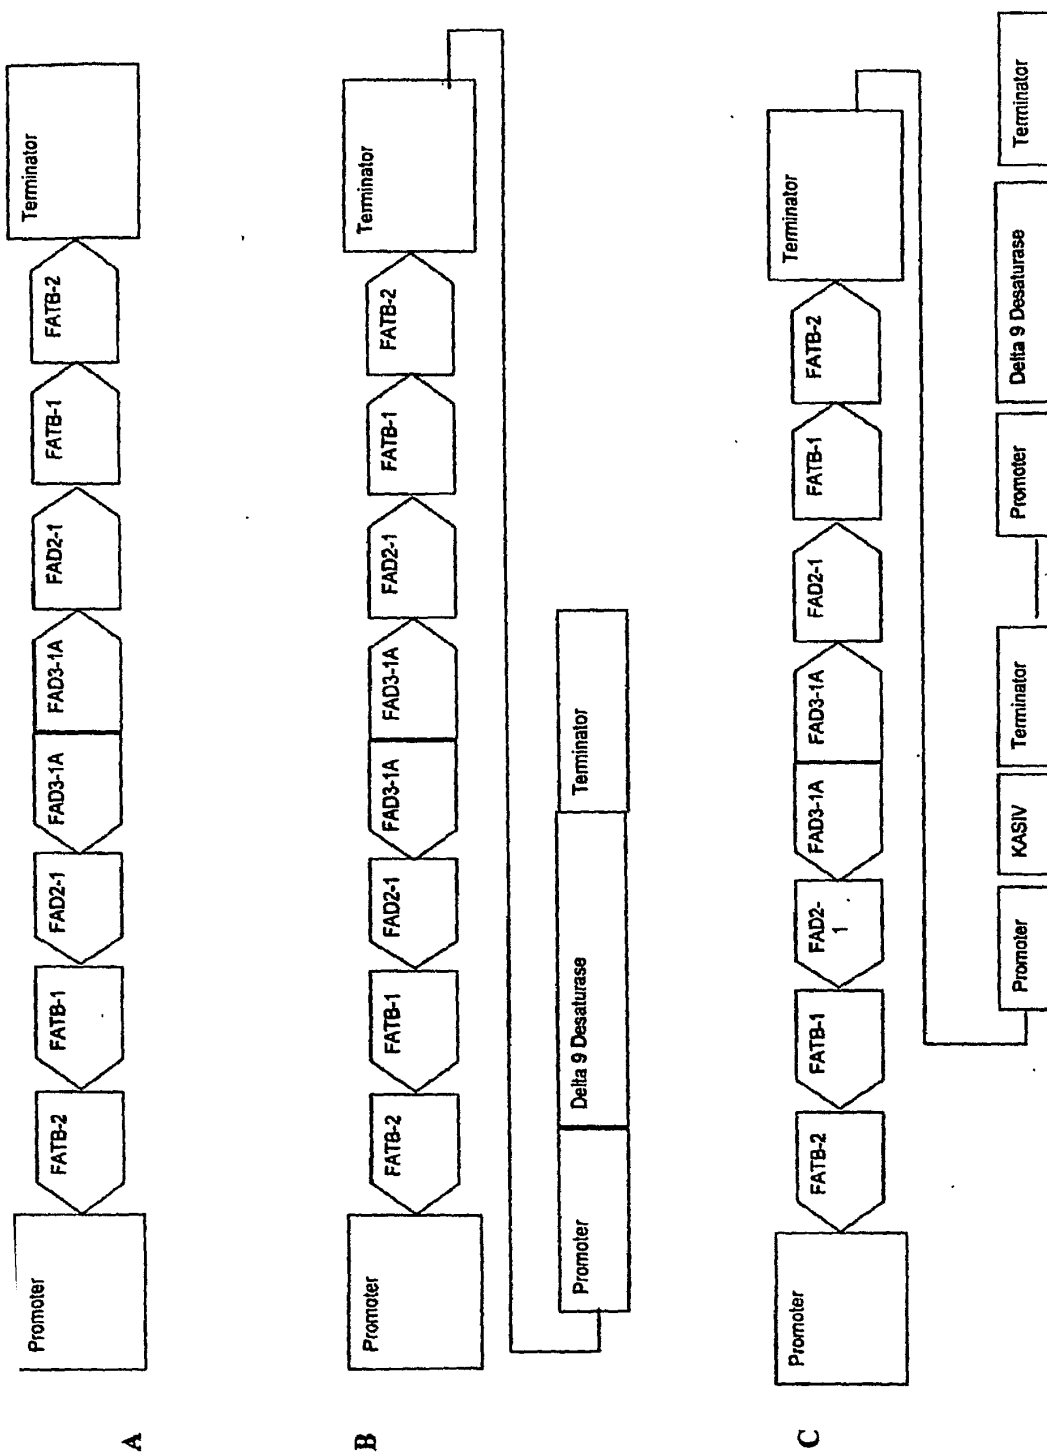 A
Promoter
FATB-2
FATB-1
FAD2-1
FAD3-1A
FAD3-1A
FAD2-1
FATB-1
FATB-2
Terminator
B
Promoter
FATB-2
FATB-1
FAD2-1
FAD3-1A
FAD3-1A
FAD2-1
FATB-1
FATB-2
Terminator
Promoter
Delta 9 Desaturase
Terminator
C
Promoter
FATB-2
FATB-1
FAD2-
1
FAD3-1A
FAD3-1A
FAD2-1
FATB-1
FATB-2
Terminator
Promoter
KASIV
Terminator
Promoter
Delta 9 Desaturase
Terminator